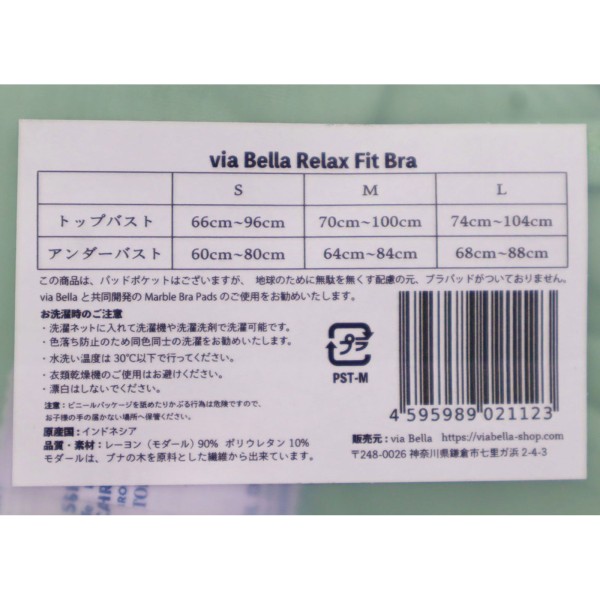 via Bella Relax Fit Bra
S M L
トップバスト 66cm~96cm 70cm~100cm 74cm~104cm
アンダーバスト 60cm~80cm 64cm~84cm 68cm~88cm
この商品は、パッドポケットはございますが、 地球のために無駄を無くす配慮の元、ブラパッドがついておりません。
via Bella と共同開発の Marble Bra Pads のご使用をお勧めいたします。
お洗濯時のご注意
・洗濯ネットに入れて洗濯機や洗濯洗剤で洗濯可能です。
・色落ち防止のため同色同士の洗濯をお勧めいたします。
・水洗い温度は30℃以下で行ってください。
・衣類乾燥機のご使用はお避けください。
・漂白はしないでください。
注意：ビニールパッケージを舐めたりかぶる行為は危険ですので、
お子様の手の届かない場所へ保管ください。
原産国：インドネシア
品質・素材：レーヨン（モダール）90% ポリウレタン 10%
モダールは、ブナの木を原料とした繊維から出来ています。
プラ
PST-M
4 595989 021123
販売元：via Bella https://viabella-shop.com/
〒248-0026 神奈川県鎌倉市七里ガ浜 2-4-3